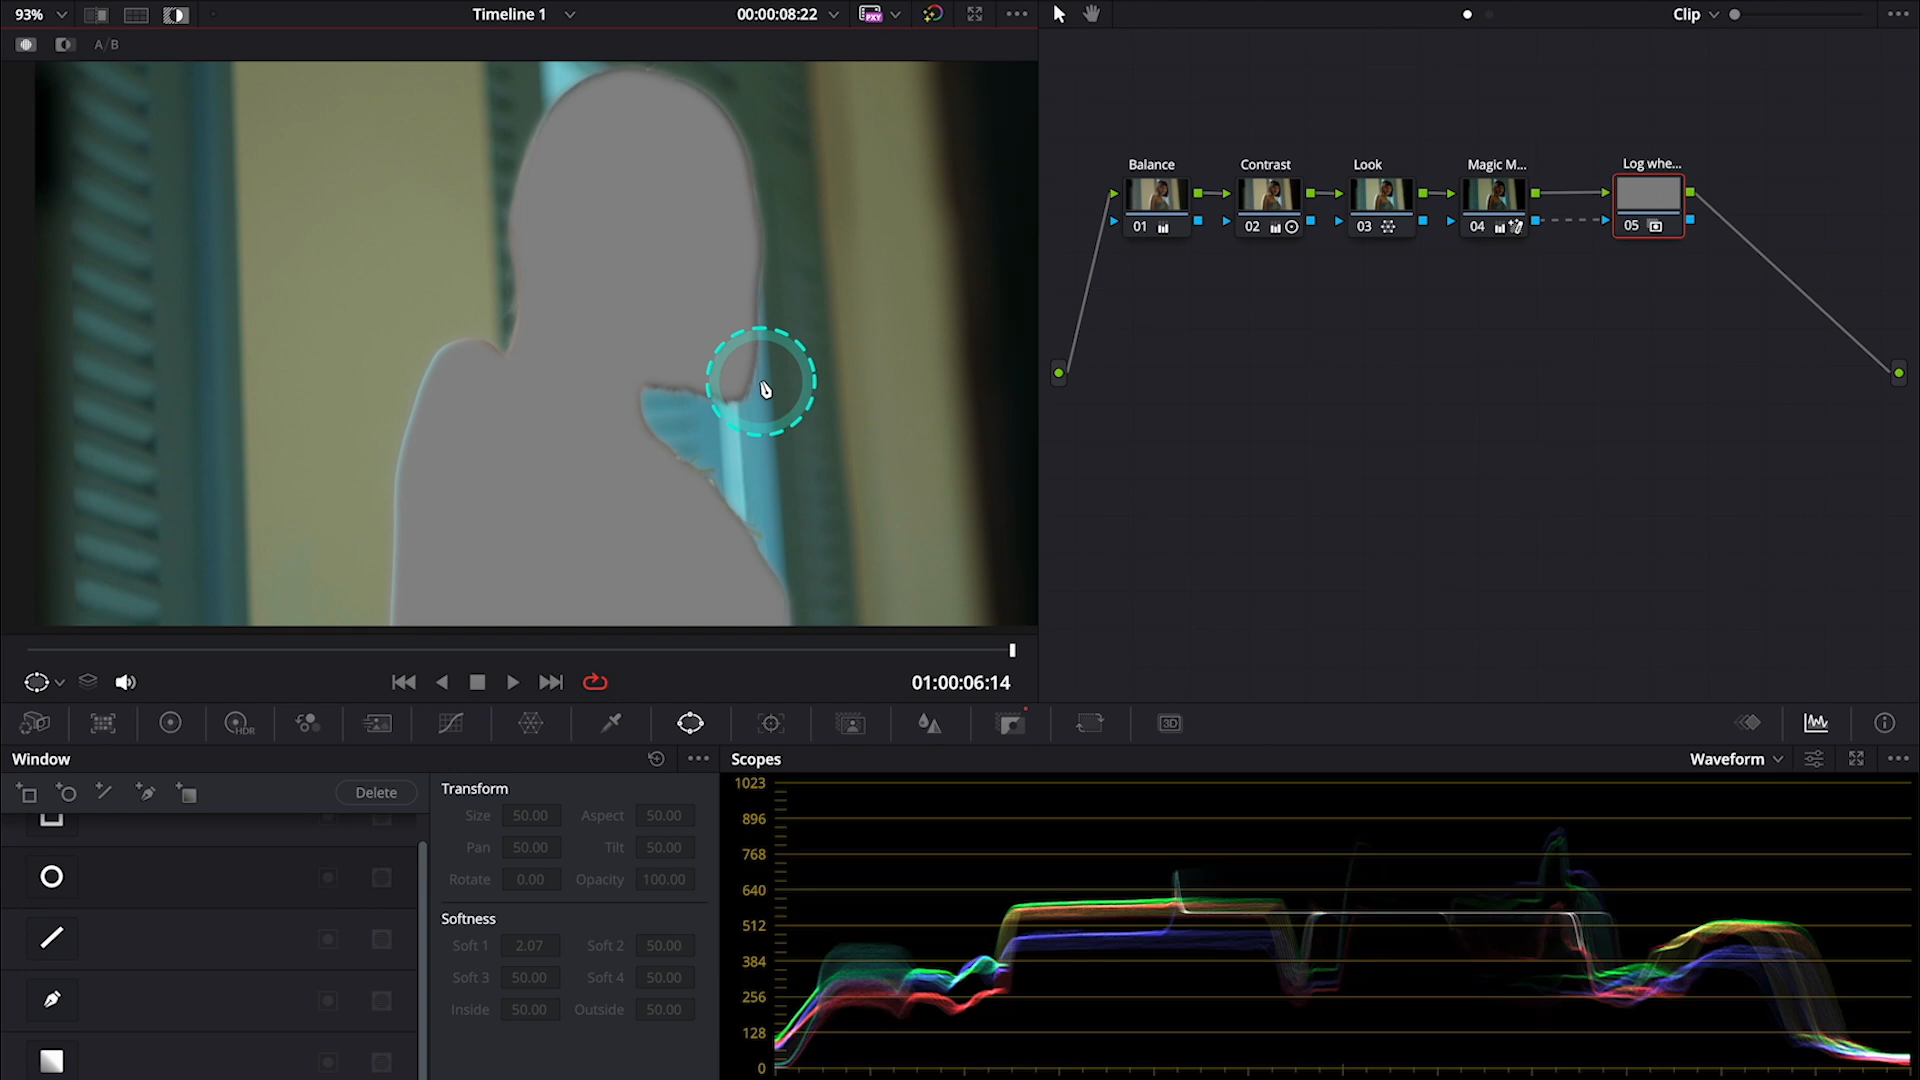 93%
Timeline 1
00:00:08:22
PXY
Clip
A/B
Balance
Contrast
Look
Magic M...
Log whe...
01
02
03
04
05
01:00:06:14
HDR
3D
Window
Delete
Transform
Size 50.00 Aspect 50.00
Pan 50.00 Tilt 50.00
Rotate 0.00 Opacity 100.00
Softness
Soft 1 2.07 Soft 2 50.00
Soft 3 50.00 Soft 4 50.00
Inside 50.00 Outside 50.00
Scopes
Waveform
1023
896
768
640
512
384
256
128
0